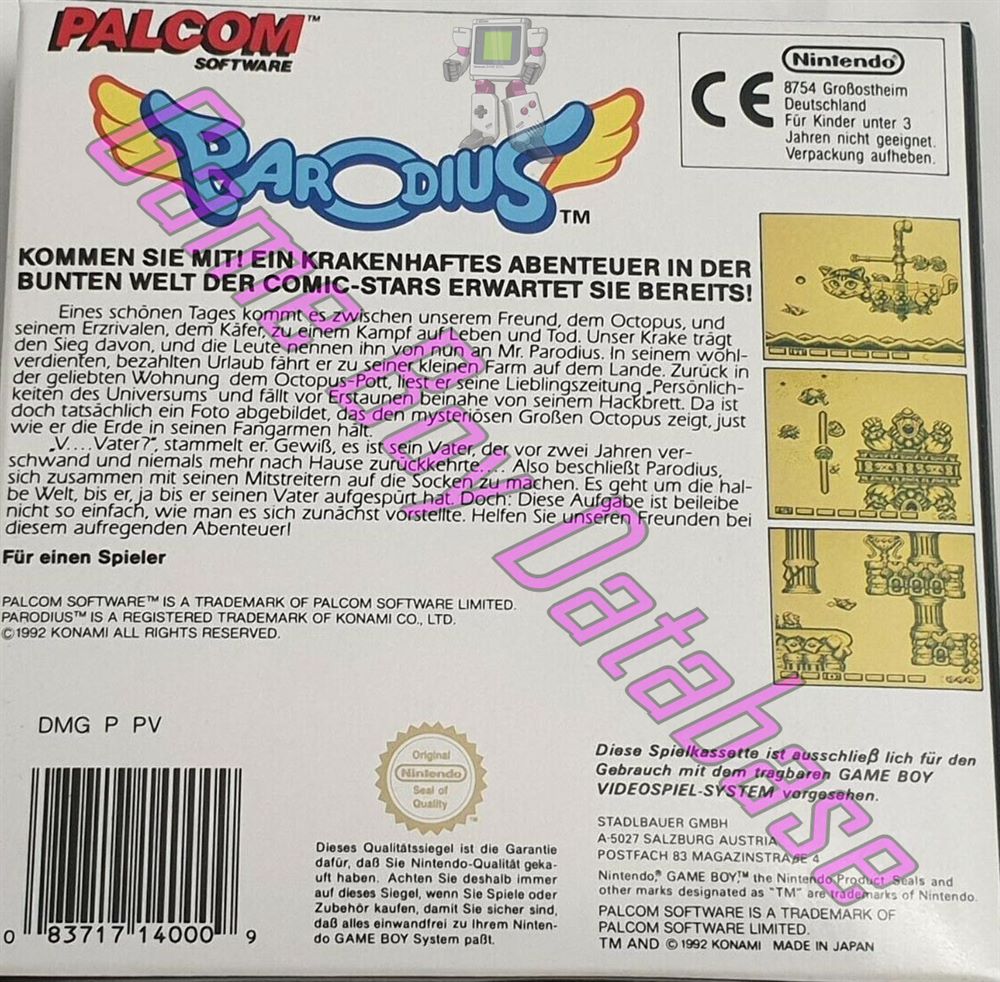 PALCOM™
SOFTWARE
Nintendo
CE
8754 Großostheim
Deutschland
Für Kinder unter 3
Jahren nicht geeignet.
Verpackung aufheben.
PARODIUS™
KOMMEN SIE MIT! EIN KRAKENHAFTES ABENTEUER IN DER
BUNTEN WELT DER COMIC-STARS ERWARTET SIE BEREITS!
Eines schönen Tages kommt es zwischen unserem Freund, dem Octopus, und
seinem Erzrivalen, dem Käfer, zu einem Kampf auf Leben und Tod. Unser Krake trägt
den Sieg davon, und die Leute nennen ihn von nun an Mr. Parodius. In seinem wohl-
verdienten, bezahlten Urlaub fährt er zu seiner kleinen Farm auf dem Lande. Zurück in
der geliebten Wohnung dem Octopus-Pott, liest er seine Lieblingszeitung „Persönlich-
keiten des Universums" und fällt vor Erstaunen beinahe von seinem Hackbrett. Da ist
doch tatsächlich ein Foto abgebildet, das den mysteriösen Großen Octopus zeigt, just
wie er die Erde in seinen Fangarmen hält.
„V....Vater?", stammelt er. Gewiß, es ist sein Vater, der vor zwei Jahren ver-
schwand und niemals mehr nach Hause zurückkehrte.... Also beschließt Parodius,
sich zusammen mit seinen Mitstreitern auf die Socken zu machen. Es geht um die hal-
be Welt, bis er, ja bis er seinen Vater aufgespürt hat. Doch: Diese Aufgabe ist beileibe
nicht so einfach, wie man es sich zunächst vorstellte. Helfen Sie unseren Freunden bei
diesem aufregenden Abenteuer!
Für einen Spieler
PALCOM SOFTWARE™ IS A TRADEMARK OF PALCOM SOFTWARE LIMITED.
PARODIUS™ IS A REGISTERED TRADEMARK OF KONAMI CO., LTD.
©1992 KONAMI ALL RIGHTS RESERVED.
DMG P PV
0 83717 14000 9
Original
Nintendo
Seal of
Quality
Dieses Qualitätssiegel ist die Garantie
dafür, daß Sie Nintendo-Qualität geka-
uft haben. Achten Sie deshalb immer
auf dieses Siegel, wenn Sie Spiele oder
Zubehör kaufen, damit Sie sicher sind,
daß alles einwandfrei zu Ihrem Ninten-
do GAME BOY System paßt.
Diese Spielkassette ist ausschließ lich für den
Gebrauch mit dem tragbaren GAME BOY
VIDEOSPIEL-SYSTEM vorgesehen.
STADLBAUER GMBH
A-5027 SALZBURG AUSTRIA
POSTFACH 83 MAGAZINSTRAßE 4
Nintendo,® GAME BOY,™ the Nintendo Product Seals and
other marks designated as "TM" are trademarks of Nintendo.
PALCOM SOFTWARE IS A TRADEMARK OF
PALCOM SOFTWARE LIMITED.
TM AND ©1992 KONAMI MADE IN JAPAN
Game Boy Database